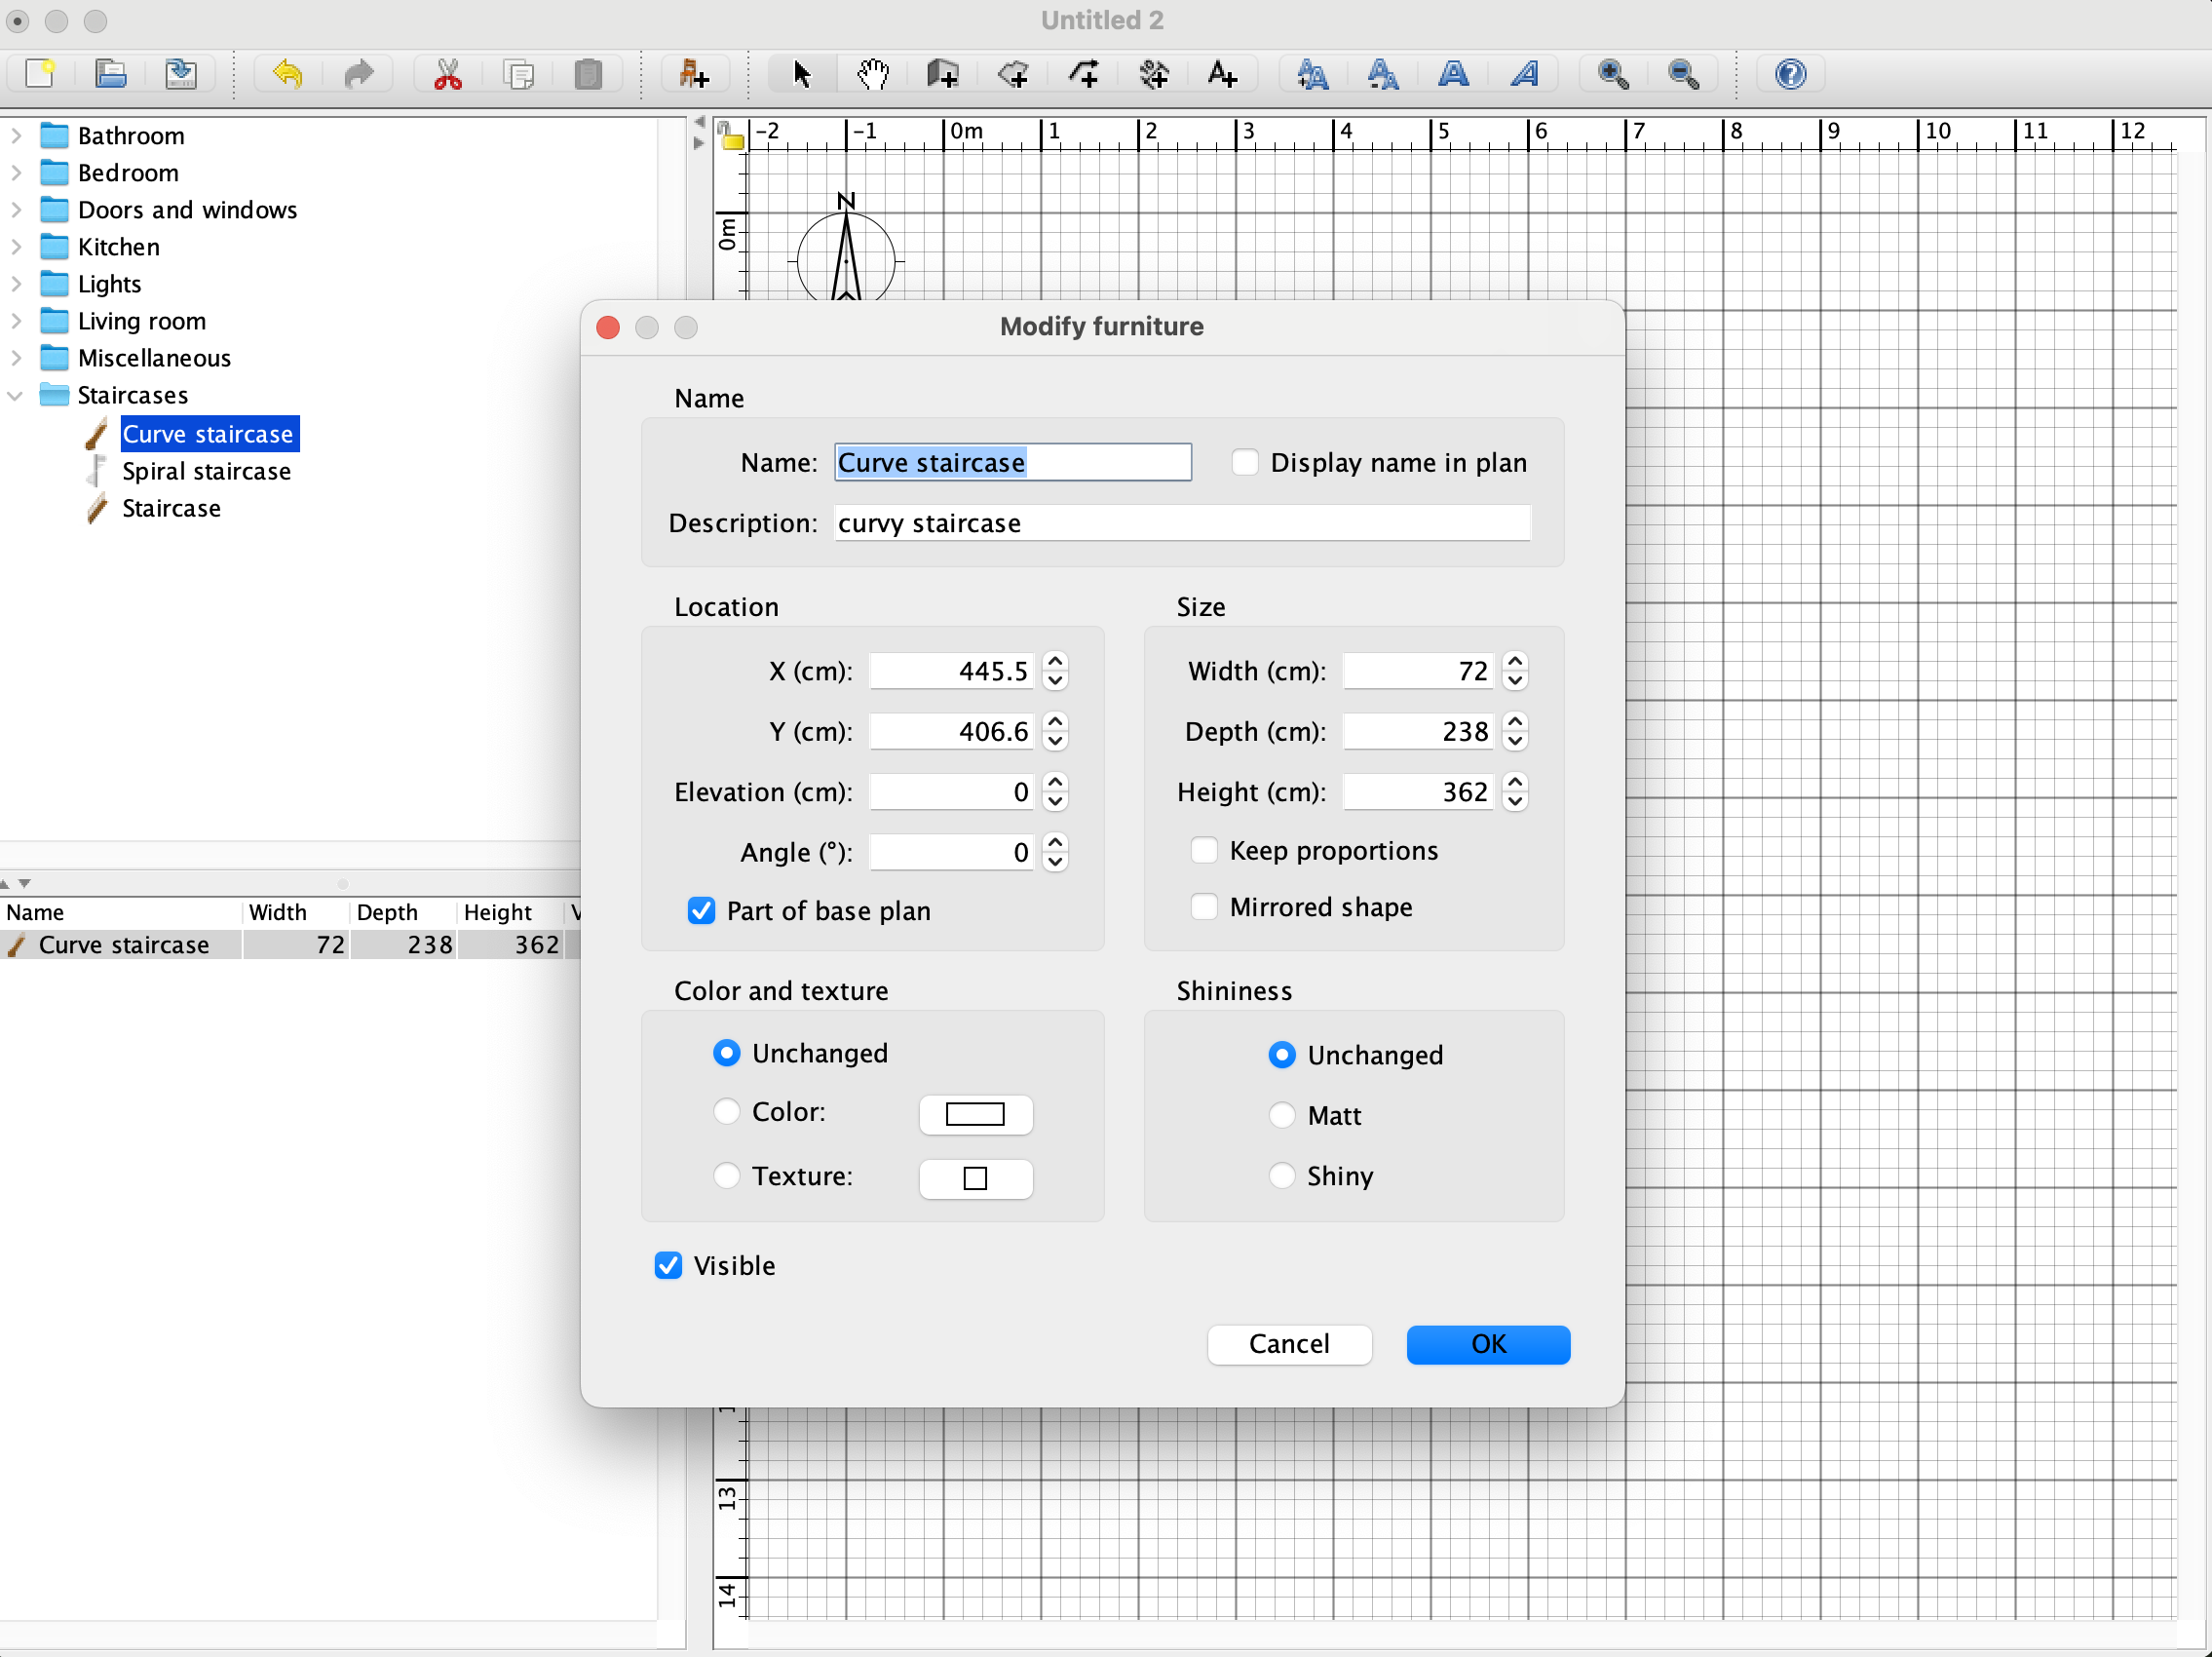 Untitled 2
Bathroom
Bedroom
Doors and windows
Kitchen
Lights
Living room
Miscellaneous
Staircases
Curve staircase
Spiral staircase
Staircase
Name Width Depth Height
Curve staircase 72 238 362
-2 -1 0m 1 2 3 4 5 6 7 8 9 10 11 12
0m
N
13
14
Modify furniture
Name
Name: Curve staircase Display name in plan
Description: curvy staircase
Location
X (cm): 445.5
Y (cm): 406.6
Elevation (cm): 0
Angle (°): 0
Part of base plan
Size
Width (cm): 72
Depth (cm): 238
Height (cm): 362
Keep proportions
Mirrored shape
Color and texture
Unchanged
Color:
Texture:
Shininess
Unchanged
Matt
Shiny
Visible
Cancel OK